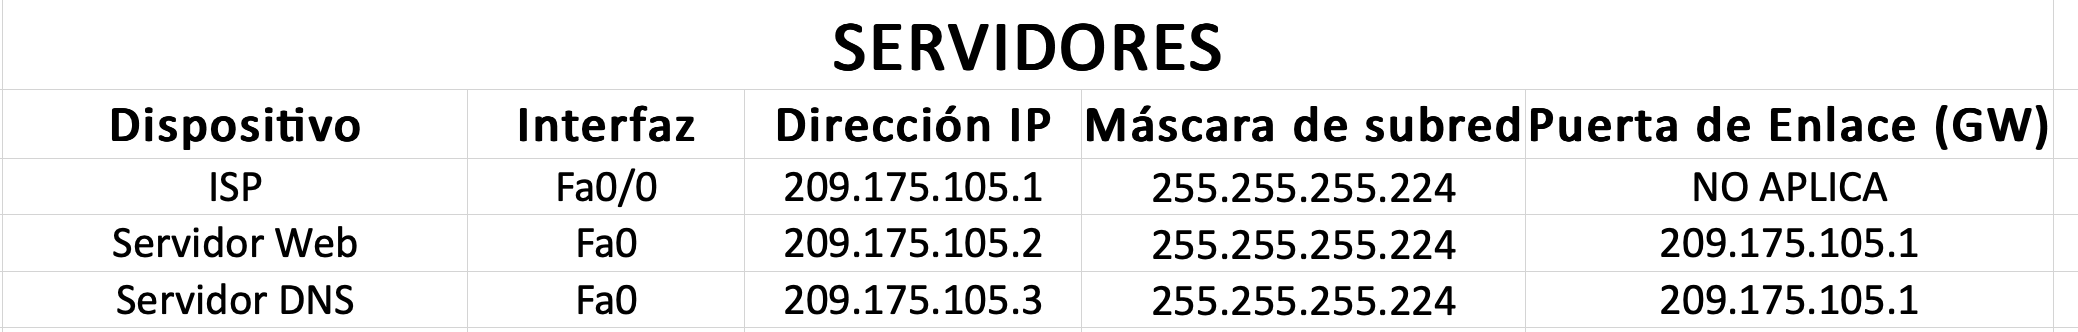 SERVIDORES
Dispositivo Interfaz Dirección IP Máscara de subred Puerta de Enlace (GW)
ISP Fa0/0 209.175.105.1 255.255.255.224 NO APLICA
Servidor Web Fa0 209.175.105.2 255.255.255.224 209.175.105.1
Servidor DNS Fa0 209.175.105.3 255.255.255.224 209.175.105.1